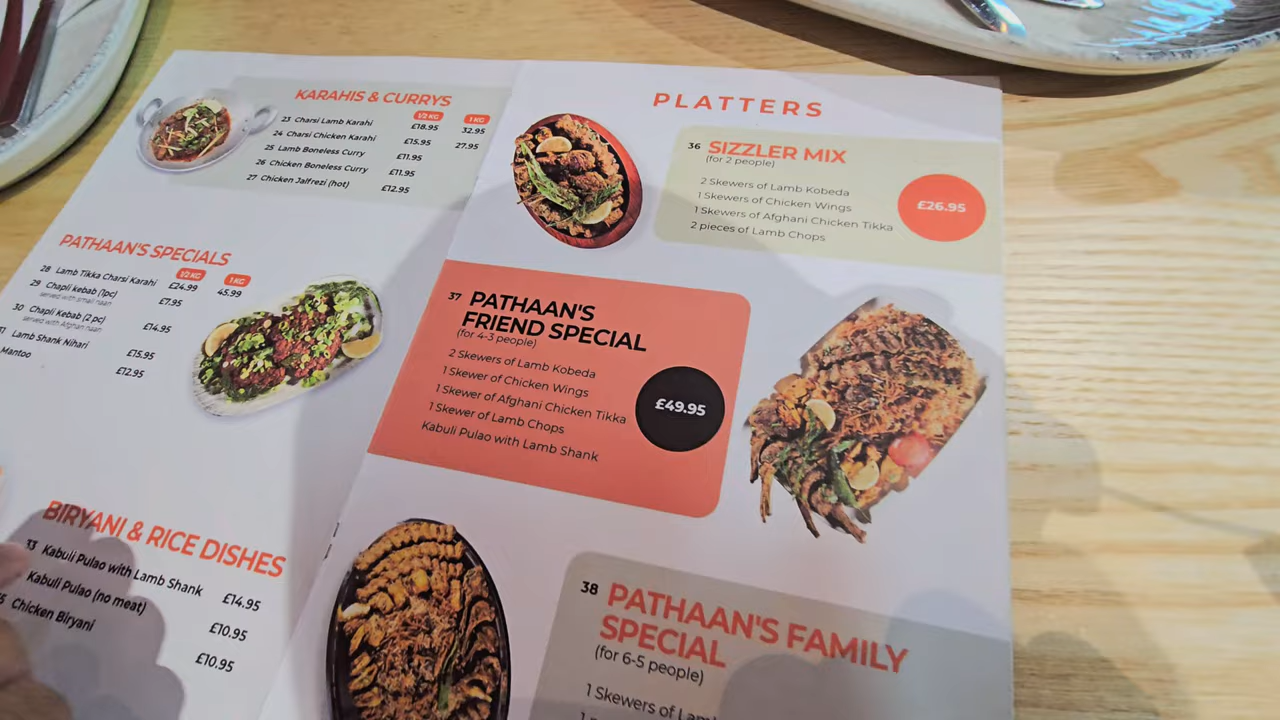 KARAHIS & CURRYS
1/2 KG 1 KG
23 Charsi Lamb Karahi £18.95 32.95
24 Charsi Chicken Karahi £15.95 27.95
25 Lamb Boneless Curry £11.95
26 Chicken Boneless Curry £11.95
27 Chicken Jalfrezi (hot) £12.95
PATHAAN'S SPECIALS
1/2 KG 1 KG
28 Lamb Tikka Charsi Karahi £24.99 45.99
29 Chapli kebab (1pc) £7.95
served with small naan
30 Chapli Kebab (2 pc) £14.95
served with Afghan naan
Lamb Shank Nihari £15.95
Mantoo £12.95
BIRYANI & RICE DISHES
33 Kabuli Pulao with Lamb Shank £14.95
Kabuli Pulao (no meat) £10.95
Chicken Biryani £10.95
PLATTERS
36 SIZZLER MIX
(for 2 people)
2 Skewers of Lamb Kobeda
1 Skewers of Chicken Wings
1 Skewers of Afghani Chicken Tikka
2 pieces of Lamb Chops
£26.95
37 PATHAAN'S
FRIEND SPECIAL
(for 4-3 people)
2 Skewers of Lamb Kobeda
1 Skewer of Chicken Wings
1 Skewer of Afghani Chicken Tikka
1 Skewer of Lamb Chops
Kabuli Pulao with Lamb Shank
£49.95
38 PATHAAN'S FAMILY
SPECIAL
(for 6-5 people)
1 Skewers of Lamb